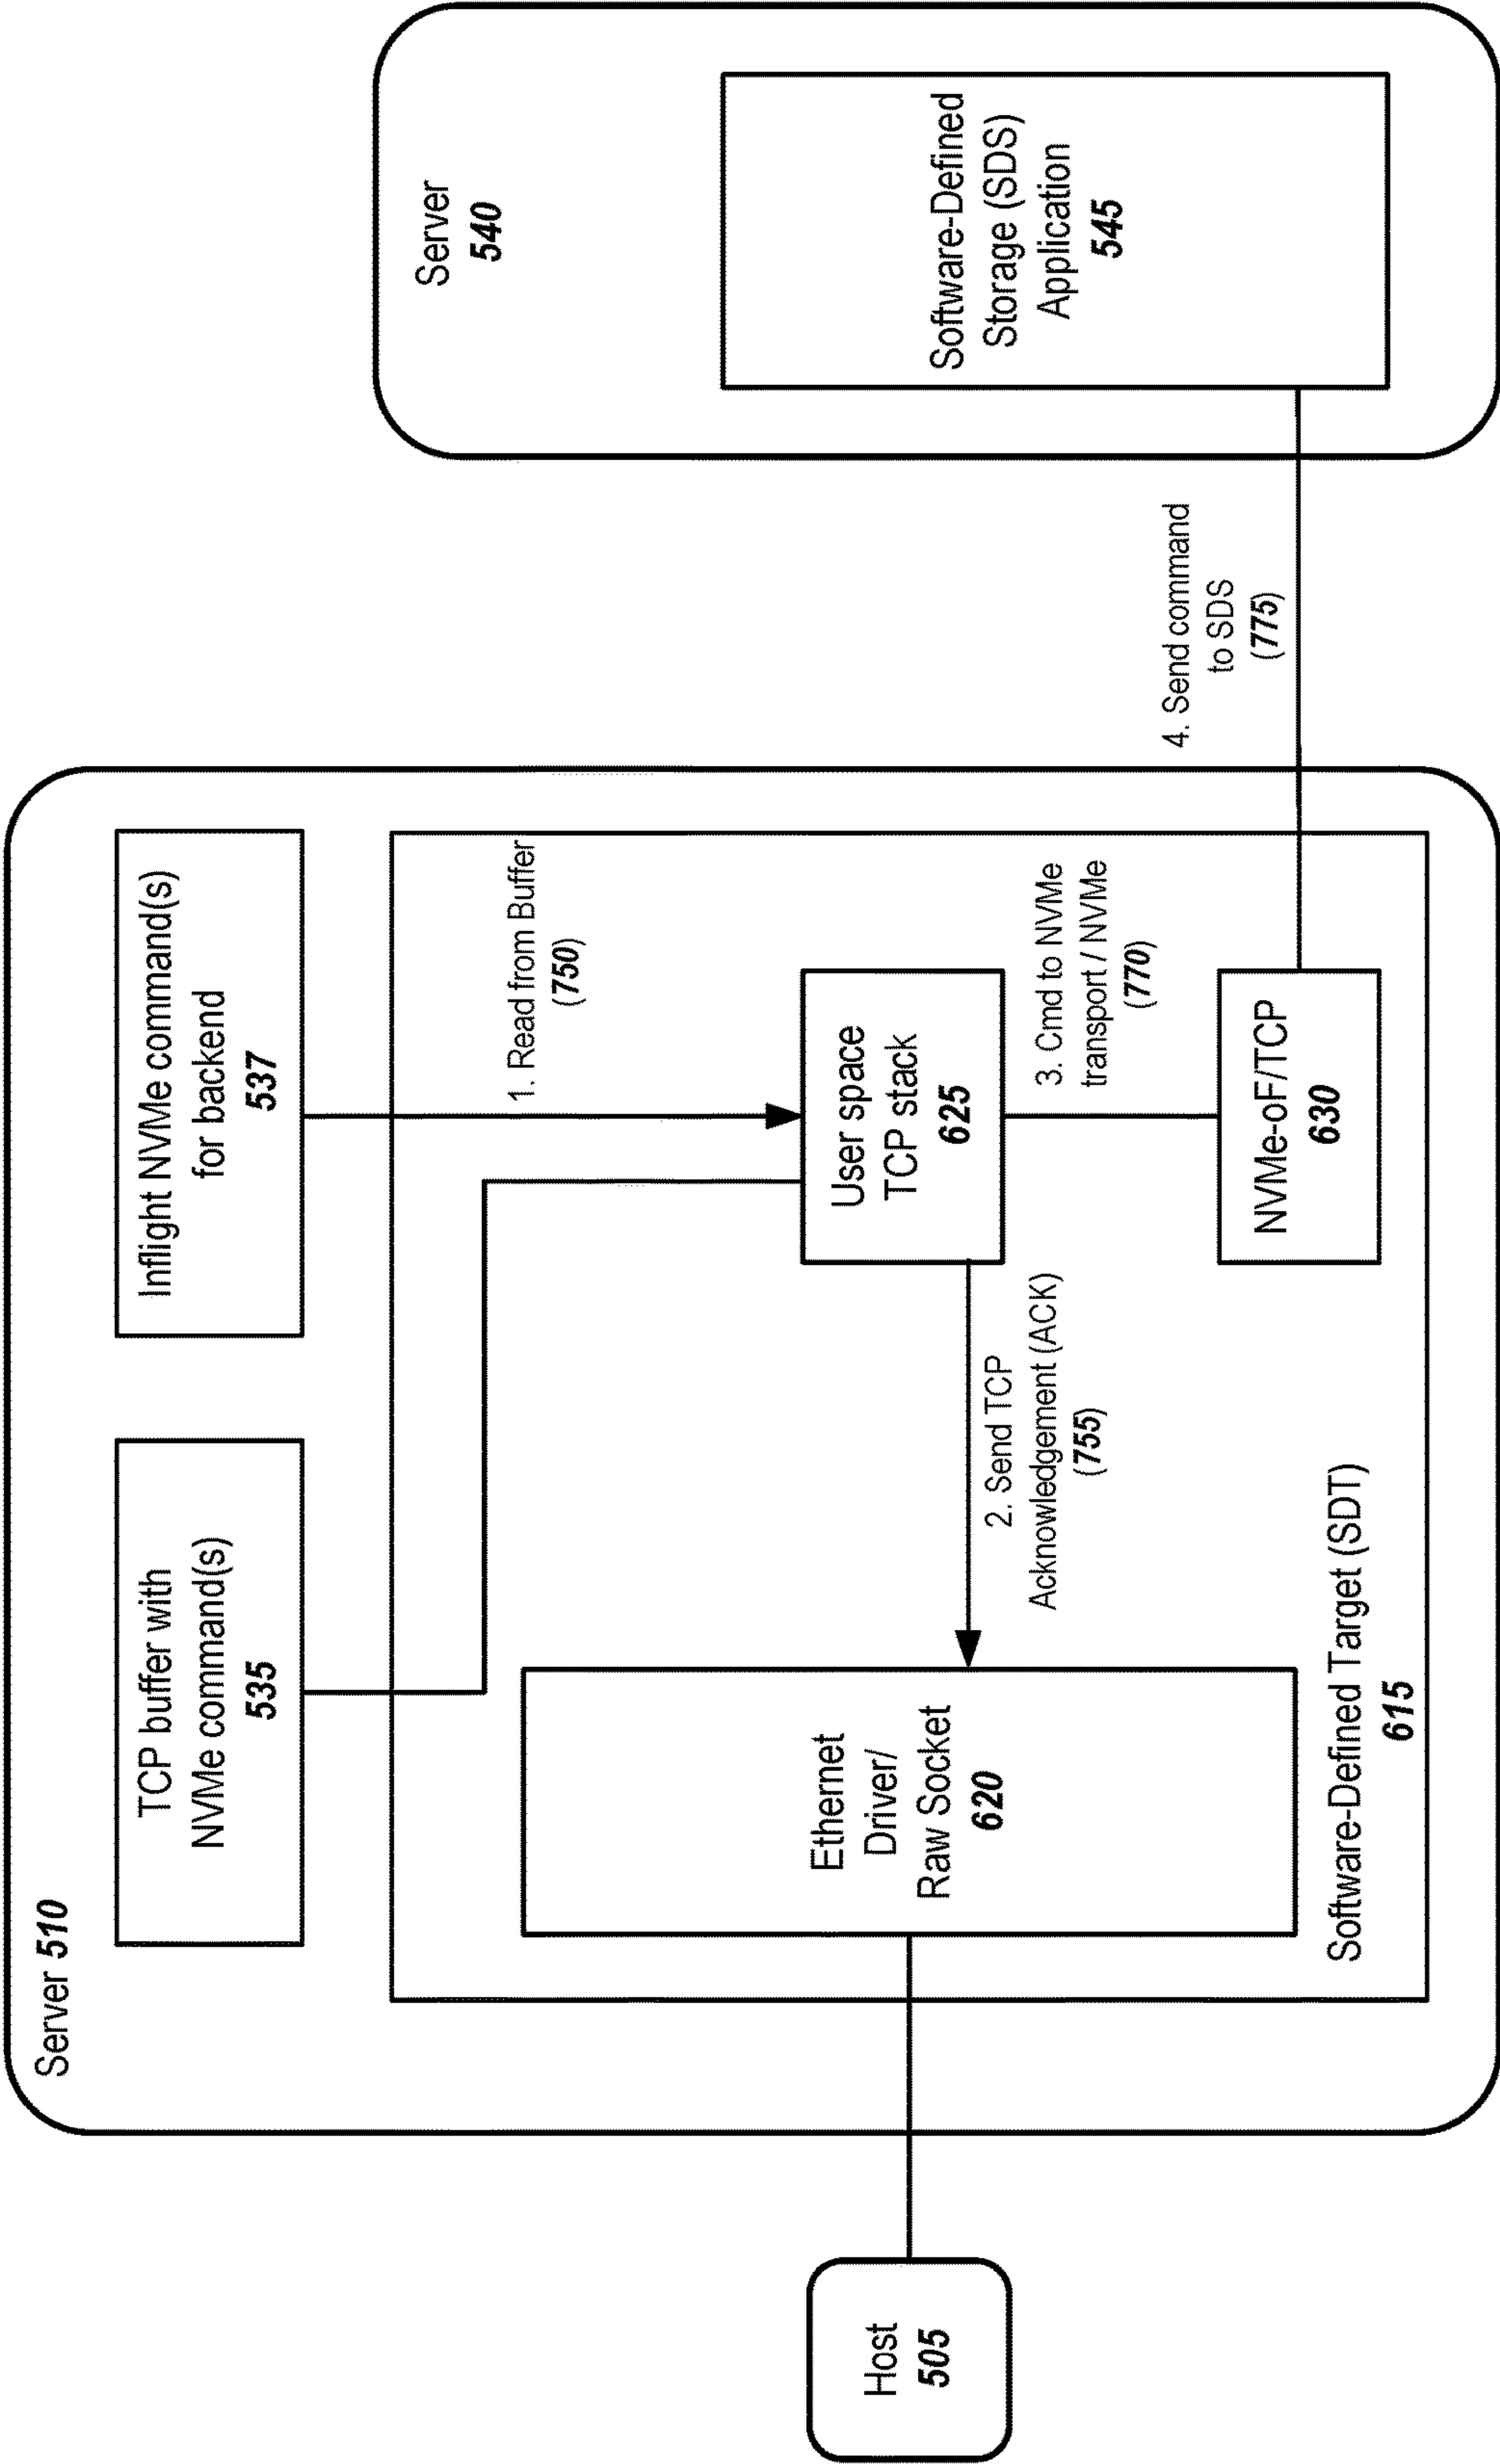 Server 510
TCP buffer with
NVMe command(s)
535
Inflight NVMe command(s)
for backend
537
1. Read from Buffer
(750)
User space
TCP stack
625
2. Send TCP
Acknowledgement (ACK)
(755)
3. Cmd to NVMe
transport / NVMe
(770)
Ethernet
Driver/
Raw Socket
620
NVMe-oF/TCP
630
Software-Defined Target (SDT)
615
Host
505
4. Send command
to SDS
(775)
Server
540
Software-Defined
Storage (SDS)
Application
545